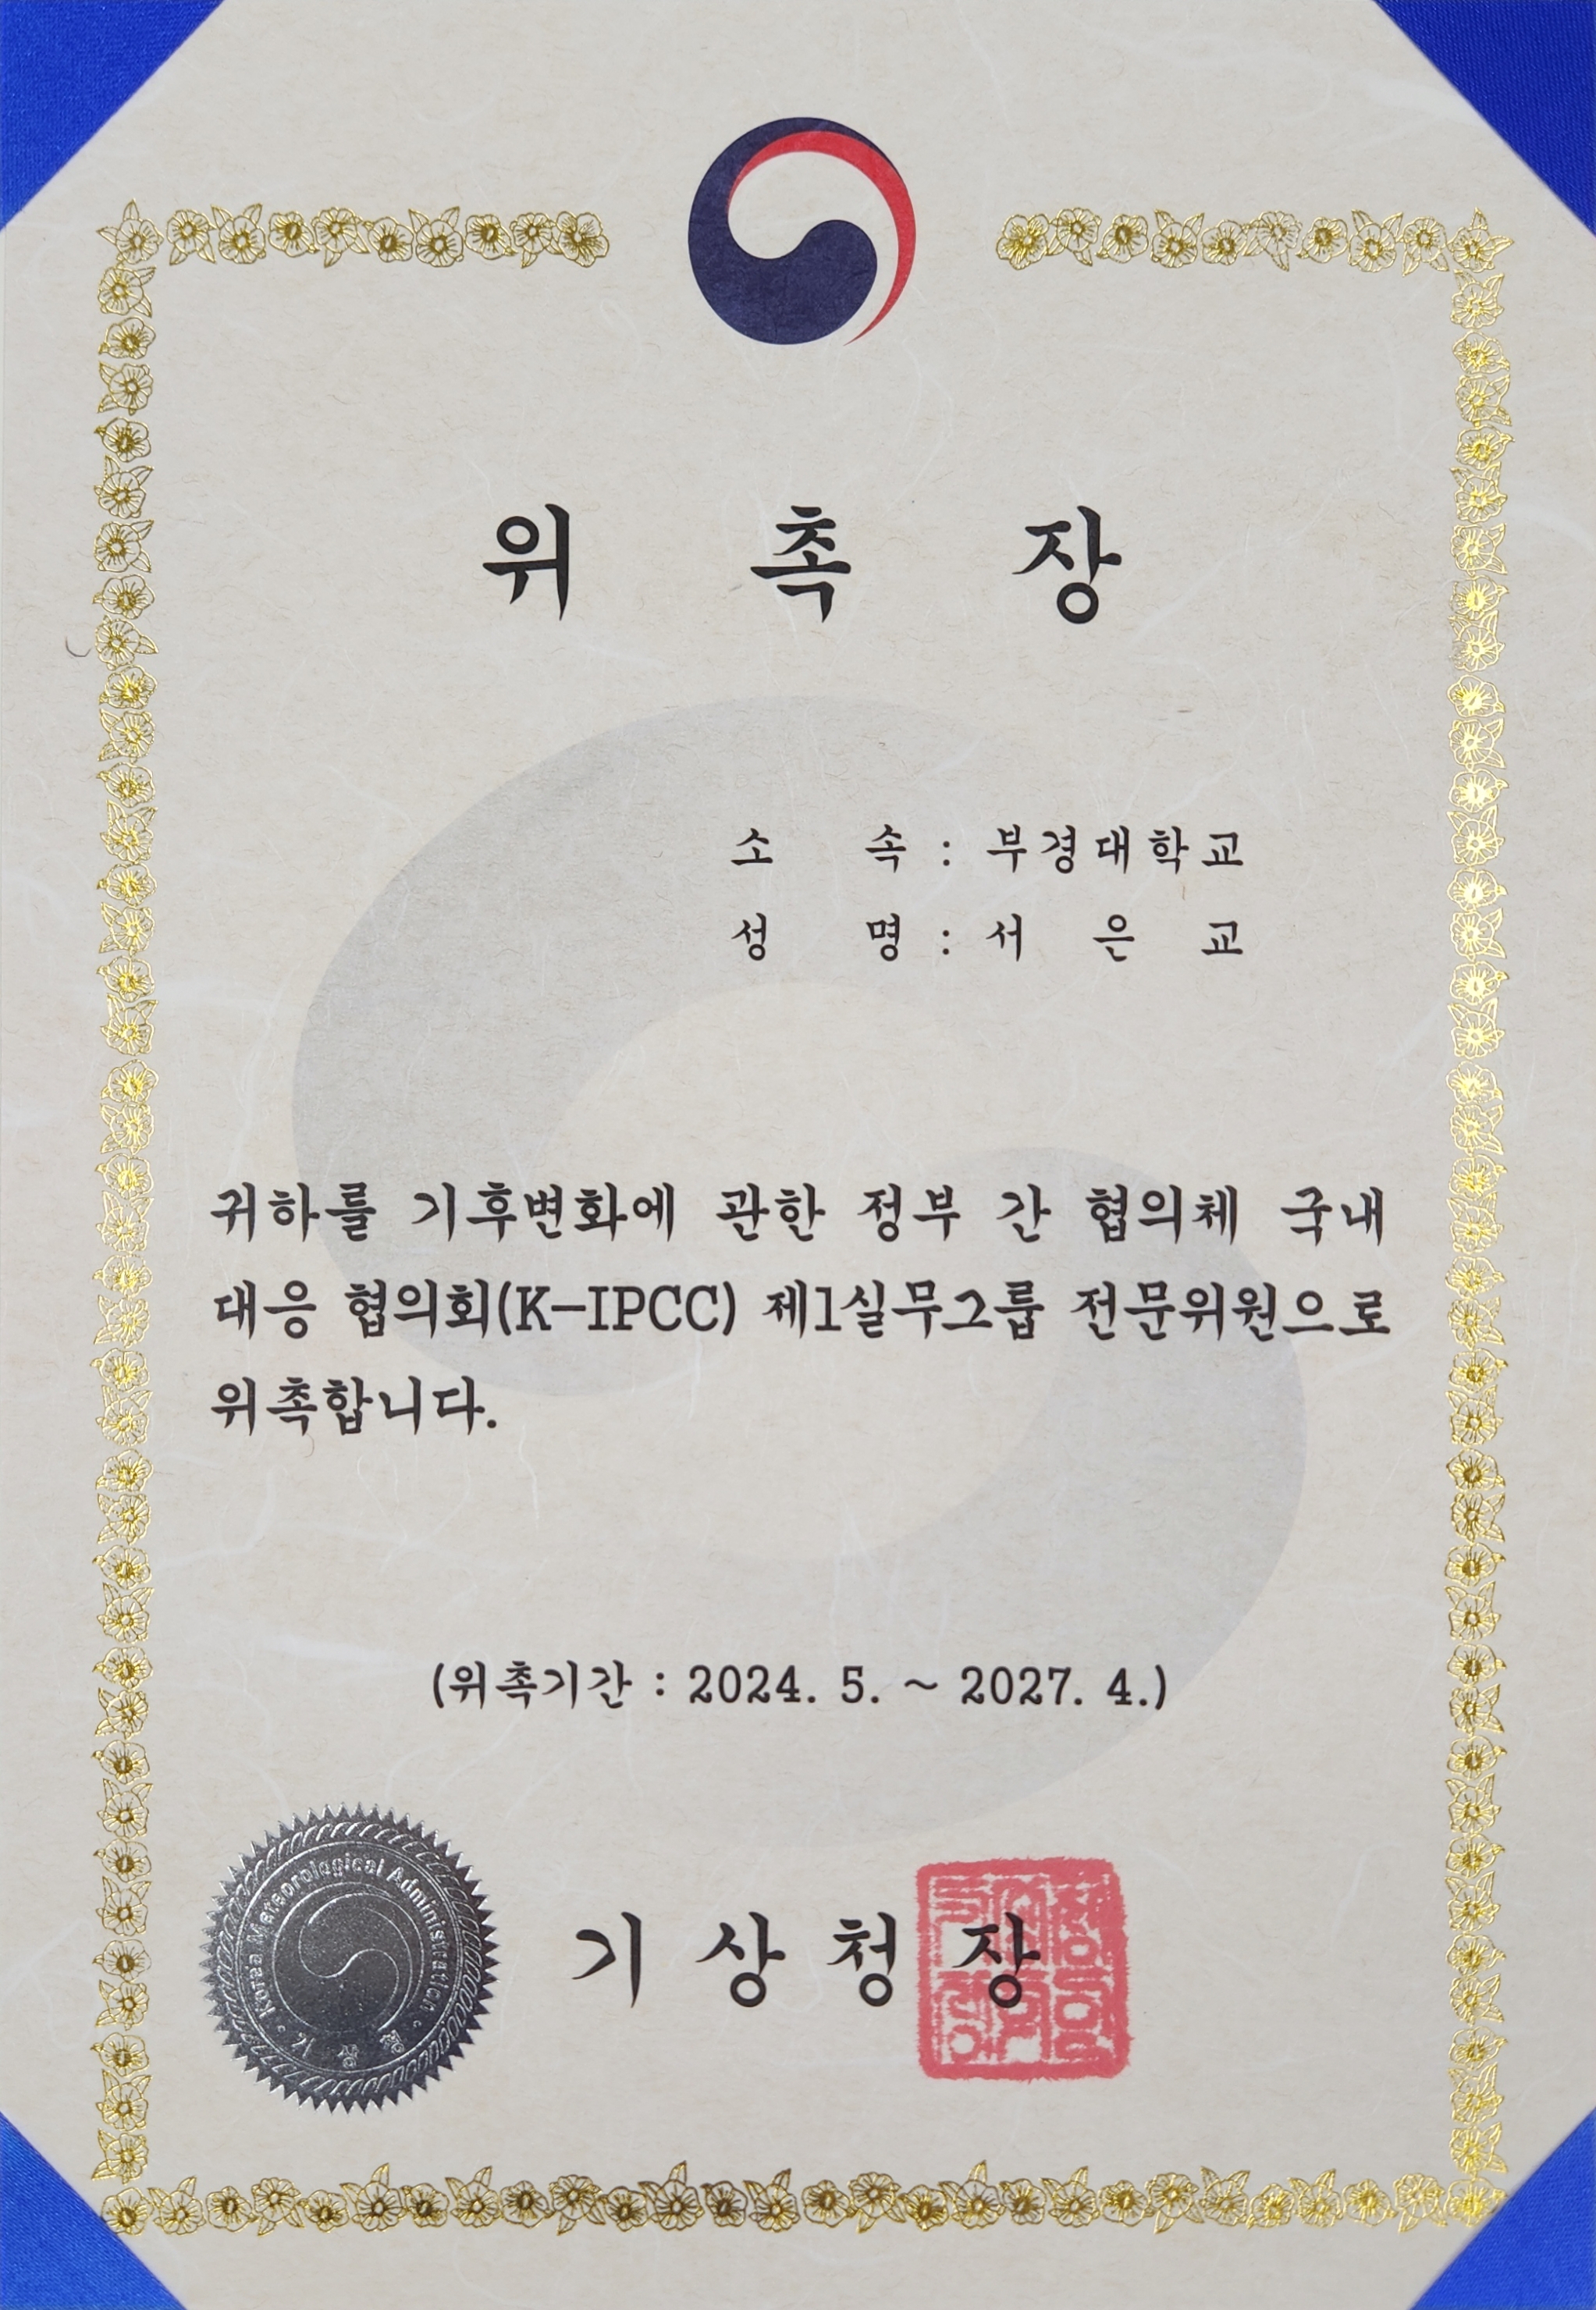 위 촉 장
소 속 : 부경대학교
성 명 : 서 은 교
귀하를 기후변화에 관한 정부 간 협의체 국내
대응 협의회(K-IPCC) 제1실무그룹 전문위원으로
위촉합니다.
(위촉기간 : 2024. 5. ~ 2027. 4.)
Korea Meteorological Administration
기 상 청
기 상 청 장